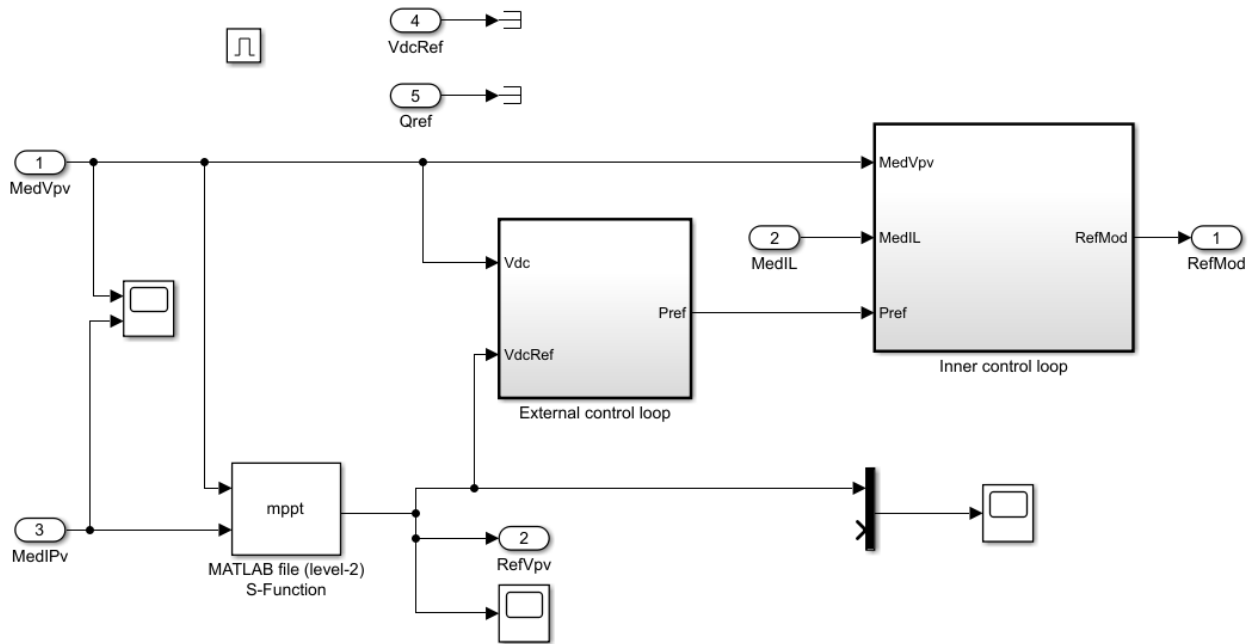 4
VdcRef
5
Qref
1
MedVpv
MedVpv
2
MedIL
MedIL
RefMod
1
RefMod
Vdc
Pref
Pref
VdcRef
Inner control loop
External control loop
mppt
3
MedIPv
2
RefVpv
MATLAB file (level-2)
S-Function